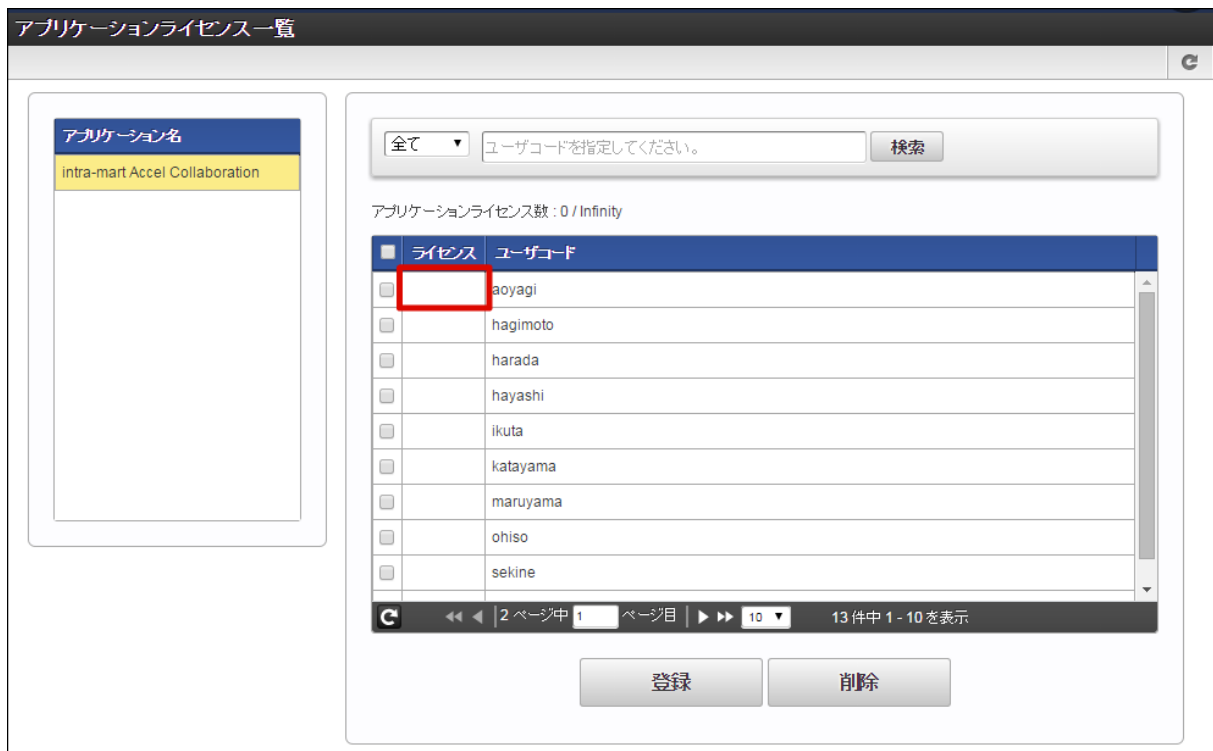 アプリケーションライセンス一覧
アプリケーション名
intra-mart Accel Collaboration
全て ユーザコードを指定してください。 検索
アプリケーションライセンス数 : 0 / Infinity
ライセンス ユーザコード
aoyagi
hagimoto
harada
hayashi
ikuta
katayama
maruyama
ohiso
sekine
2 ページ中 1 ページ目 10 13 件中 1 - 10 を表示
登録 削除